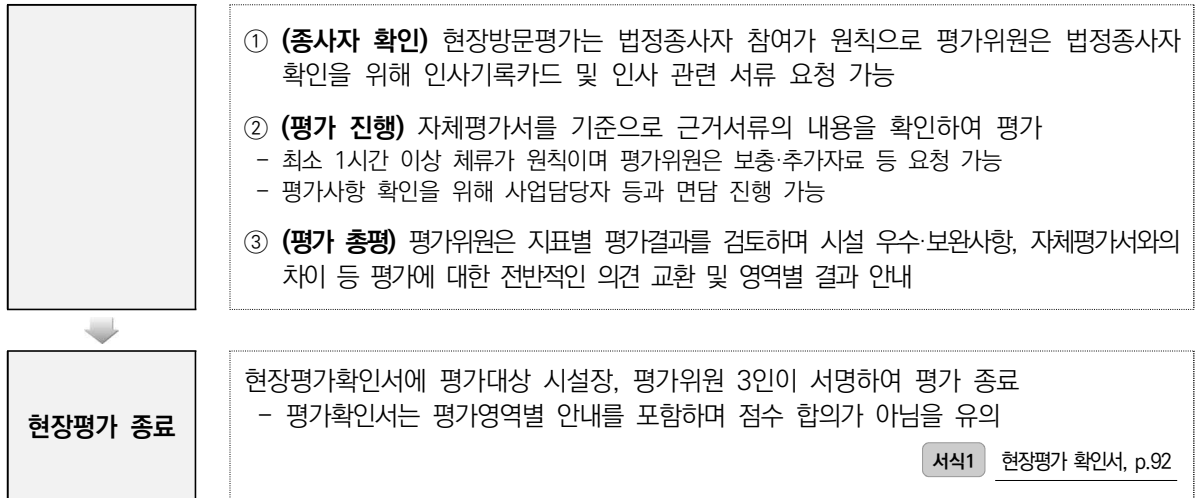 ① (종사자 확인) 현장방문평가는 법정종사자 참여가 원칙으로 평가위원은 법정종사자
확인을 위해 인사기록카드 및 인사 관련 서류 요청 가능
② (평가 진행) 자체평가서를 기준으로 근거서류의 내용을 확인하여 평가
- 최소 1시간 이상 체류가 원칙이며 평가위원은 보충·추가자료 등 요청 가능
- 평가사항 확인을 위해 사업담당자 등과 면담 진행 가능
③ (평가 총평) 평가위원은 지표별 평가결과를 검토하며 시설 우수·보완사항, 자체평가서와의
차이 등 평가에 대한 전반적인 의견 교환 및 영역별 결과 안내
현장평가 종료
현장평가확인서에 평가대상 시설장, 평가위원 3인이 서명하여 평가 종료
- 평가확인서는 평가영역별 안내를 포함하며 점수 합의가 아님을 유의
서식1 현장평가 확인서, p.92